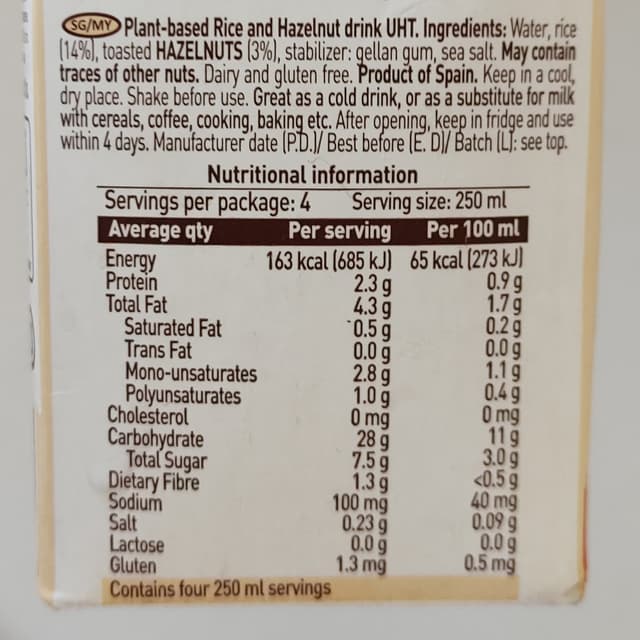 SG/MY Plant-based Rice and Hazelnut drink UHT. Ingredients: Water, rice
(14%), toasted HAZELNUTS (3%), stabilizer: gellan gum, sea salt. May contain
traces of other nuts. Dairy and gluten free. Product of Spain. Keep in a cool,
dry place. Shake before use. Great as a cold drink, or as a substitute for milk
with cereals, coffee, cooking, baking etc. After opening, keep in fridge and use
within 4 days. Manufacturer date (P.D.)/ Best before (E. D)/ Batch (L): see top.
Nutritional information
Servings per package: 4 Serving size: 250 ml
Average qty Per serving Per 100 ml
Energy 163 kcal (685 kJ) 65 kcal (273 kJ)
Protein 2.3 g 0.9 g
Total Fat 4.3 g 1.7 g
Saturated Fat 0.5 g 0.2 g
Trans Fat 0.0 g 0.0 g
Mono-unsaturates 2.8 g 1.1 g
Polyunsaturates 1.0 g 0.4 g
Cholesterol 0 mg 0 mg
Carbohydrate 28 g 11 g
Total Sugar 7.5 g 3.0 g
Dietary Fibre 1.3 g <0.5 g
Sodium 100 mg 40 mg
Salt 0.23 g 0.09 g
Lactose 0.0 g 0.0 g
Gluten 1.3 mg 0.5 mg
Contains four 250 ml servings